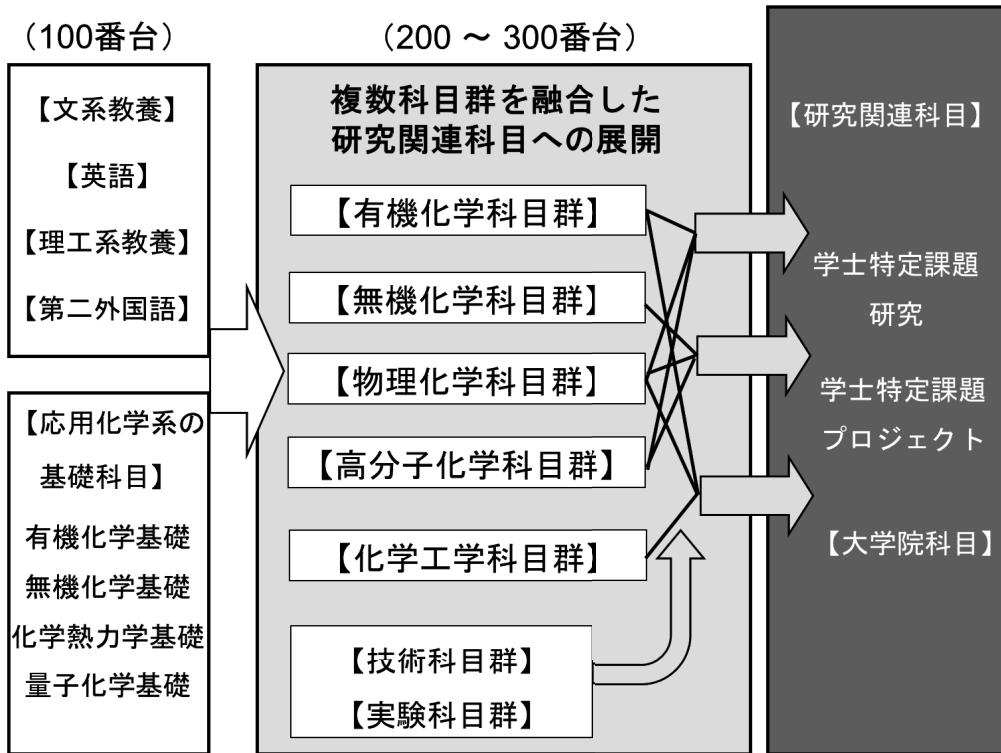 (100番台)
【文系教養】
【英語】
【理工系教養】
【第二外国語】
【応用化学系の
基礎科目】
有機化学基礎
無機化学基礎
化学熱力学基礎
量子化学基礎
(200 ～ 300番台)
複数科目群を融合した
研究関連科目への展開
【有機化学科目群】
【無機化学科目群】
【物理化学科目群】
【高分子化学科目群】
【化学工学科目群】
【技術科目群】
【実験科目群】
【研究関連科目】
学士特定課題
研究
学士特定課題
プロジェクト
【大学院科目】